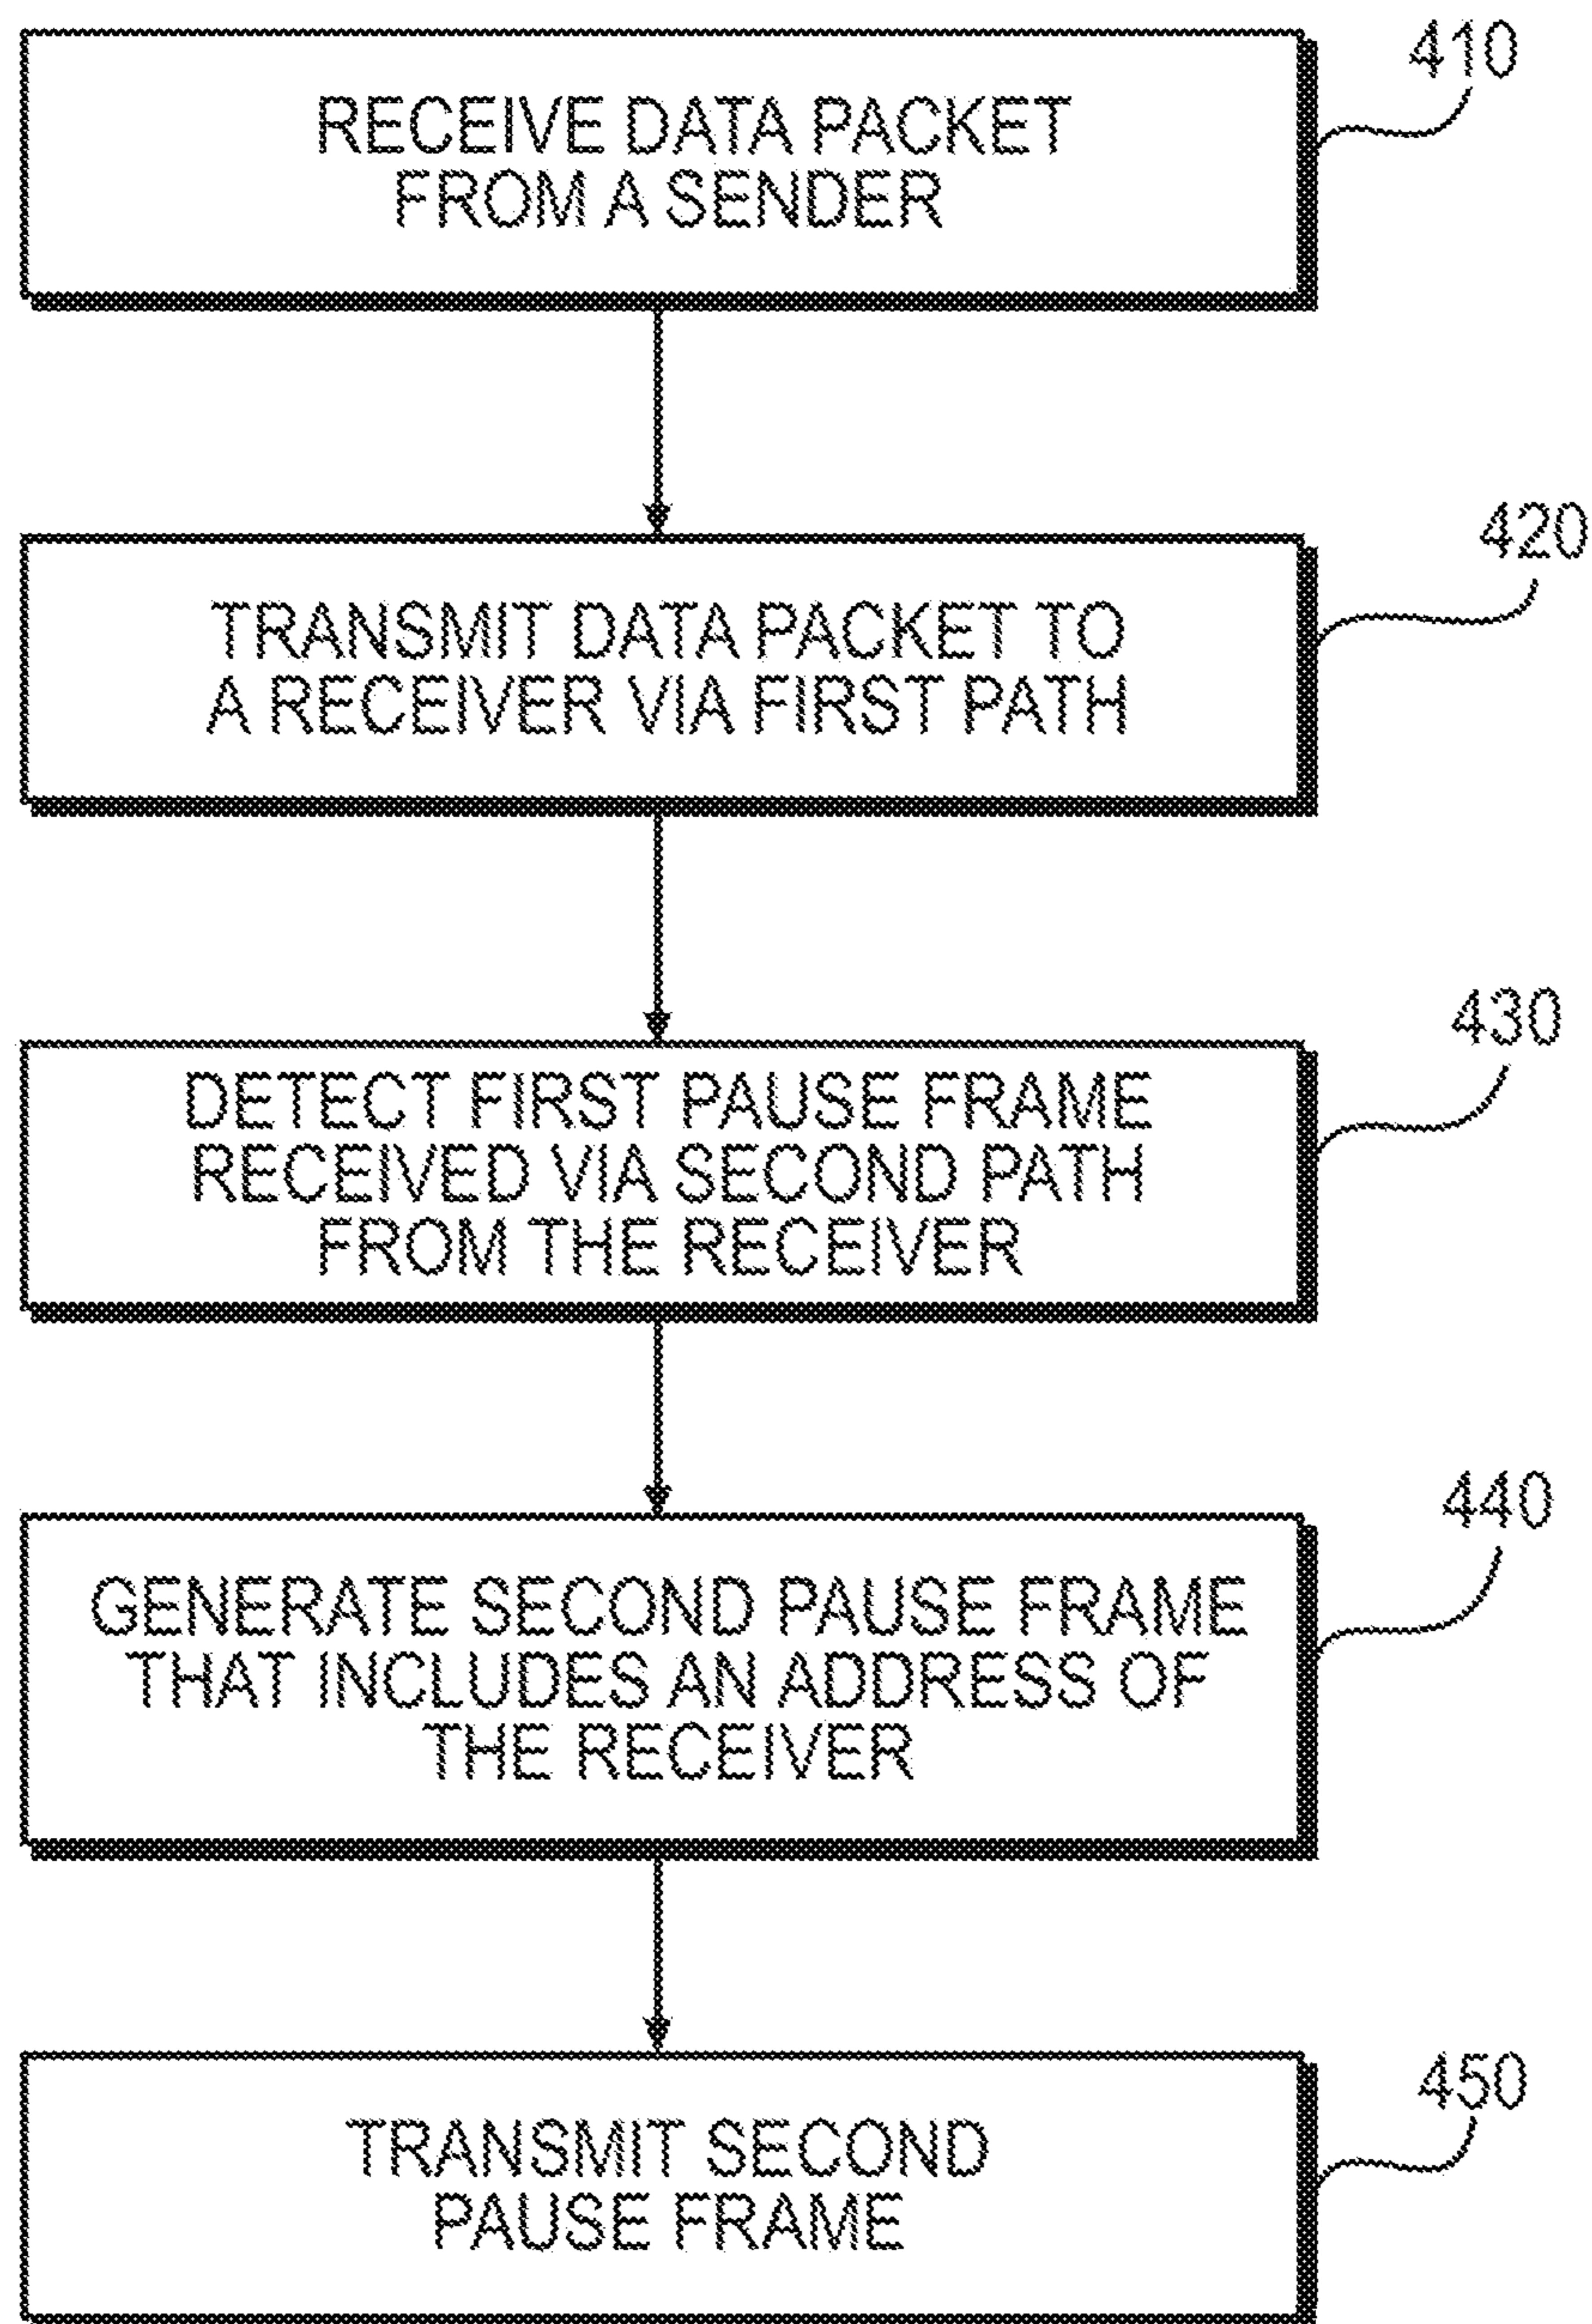 410
RECEIVE DATA PACKET
FROM A SENDER
420
TRANSMIT DATA PACKET TO
A RECEIVER VIA FIRST PATH
430
DETECT FIRST PAUSE FRAME
RECEIVED VIA SECOND PATH
FROM THE RECEIVER
440
GENERATE SECOND PAUSE FRAME
THAT INCLUDES AN ADDRESS OF
THE RECEIVER
450
TRANSMIT SECOND
PAUSE FRAME